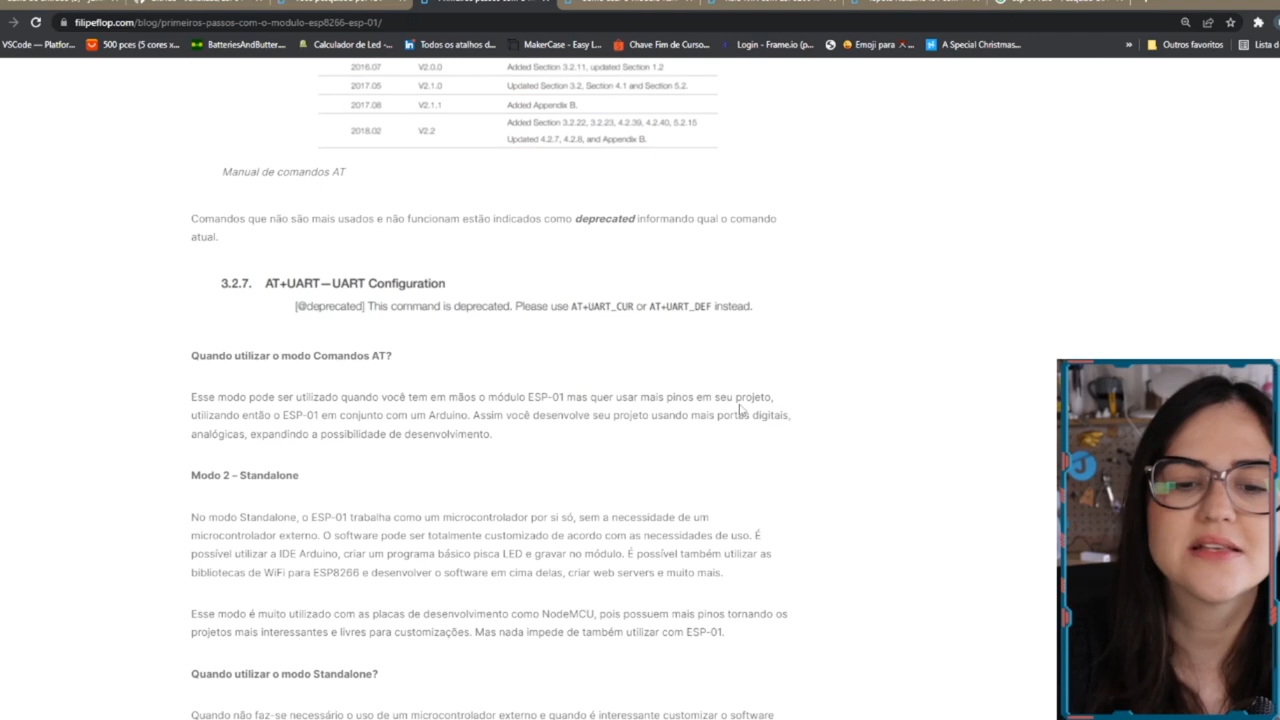 filipeflop.com/blog/primeiros-passos-com-o-modulo-esp8266-esp-01/
VSCode — Platfor...
500 pces (5 cores x...
BatteriesAndButter...
Calculador de Led -...
Todos os atalhos d...
MakerCase - Easy L...
Chave Fim de Curso...
Login - Frame.io (p...
Emoji para
A Special Christmas...
»
Outros favoritos
Lista d
2016.07 V2.0.0 Added Section 3.2.11, updated Section 1.2
2017.05 V2.1.0 Updated Section 3.2, Section 4.1 and Section 5.2.
2017.08 V2.1.1 Added Appendix B.
2018.02 V2.2 Added Section 3.2.22, 3.2.23, 4.2.39, 4.2.40, 5.2.15
Updated 4.2.7, 4.2.8, and Appendix B.
Manual de comandos AT
Comandos que não são mais usados e não funcionam estão indicados como deprecated informando qual o comando
atual.
3.2.7. AT+UART—UART Configuration
[@deprecated] This command is deprecated. Please use AT+UART_CUR or AT+UART_DEF instead.
Quando utilizar o modo Comandos AT?
Esse modo pode ser utilizado quando você tem em mãos o módulo ESP-01 mas quer usar mais pinos em seu projeto,
utilizando então o ESP-01 em conjunto com um Arduino. Assim você desenvolve seu projeto usando mais portas digitais,
analógicas, expandindo a possibilidade de desenvolvimento.
Modo 2 – Standalone
No modo Standalone, o ESP-01 trabalha como um microcontrolador por si só, sem a necessidade de um
microcontrolador externo. O software pode ser totalmente customizado de acordo com as necessidades de uso. É
possível utilizar a IDE Arduino, criar um programa básico pisca LED e gravar no módulo. É possível também utilizar as
bibliotecas de WiFi para ESP8266 e desenvolver o software em cima delas, criar web servers e muito mais.
Esse modo é muito utilizado com as placas de desenvolvimento como NodeMCU, pois possuem mais pinos tornando os
projetos mais interessantes e livres para customizações. Mas nada impede de também utilizar com ESP-01.
Quando utilizar o modo Standalone?
Quando não faz-se necessário o uso de um microcontrolador externo e quando é interessante customizar o software